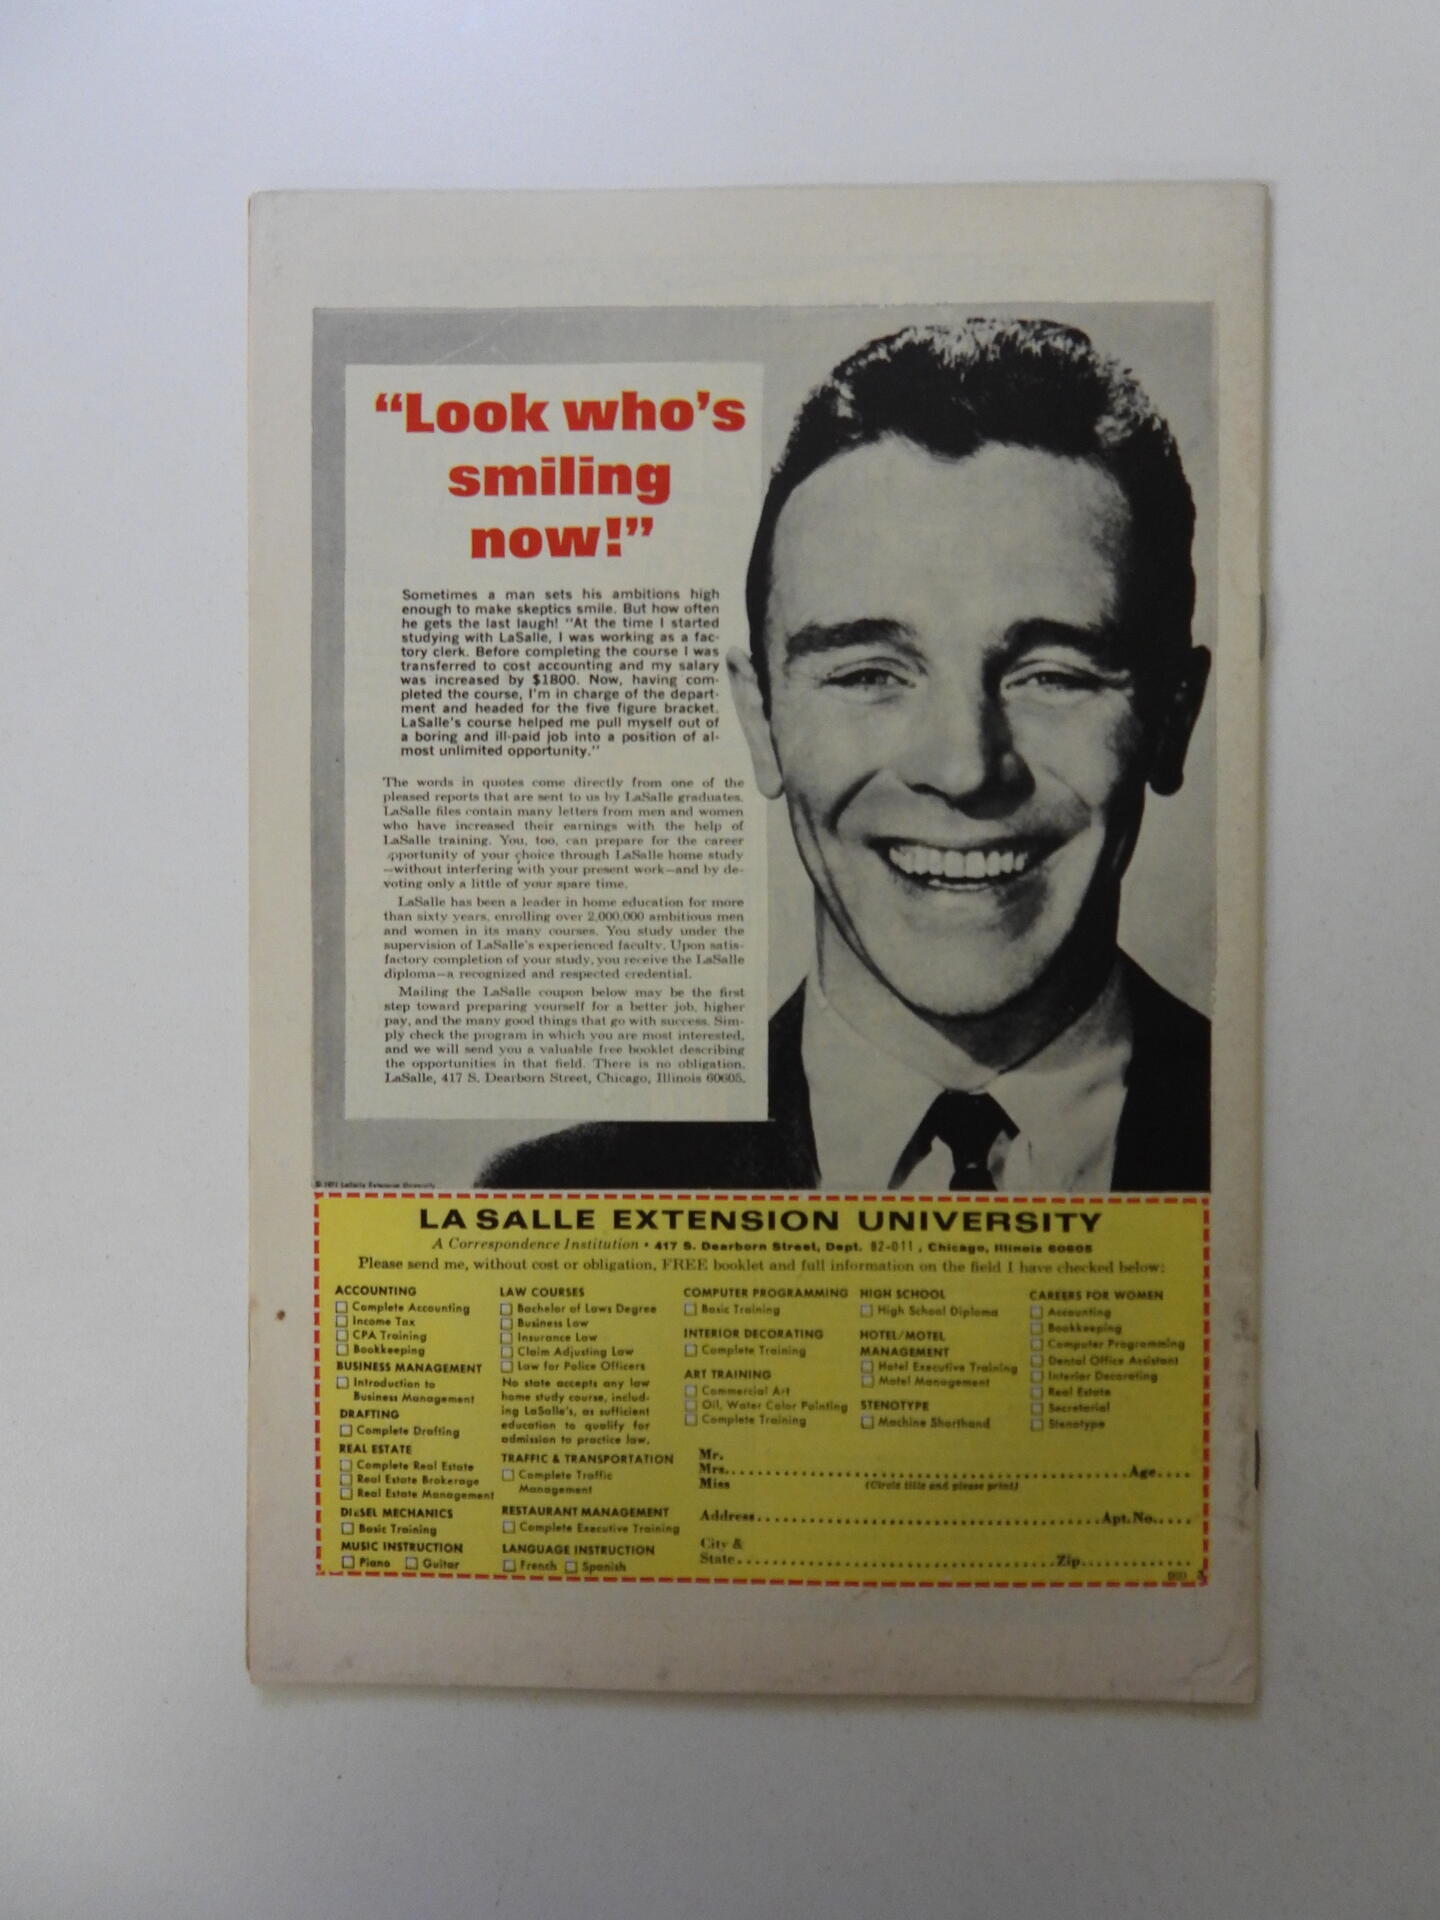 “Look who’s
smiling
now!”
Sometimes a man sets his ambitions high
enough to make skeptics smile. But how often
he gets the last laugh! "At the time I started
studying with LaSalle, I was working as a fac-
tory clerk. Before completing the course I was
transferred to cost accounting and my salary
was increased by $1800. Now, having com-
pleted the course, I'm in charge of the depart-
ment and headed for the five figure bracket.
LaSalle's course helped me pull myself out of
a boring and ill-paid job into a position of al-
most unlimited opportunity."
The words in quotes come directly from one of the
pleased reports that are sent to us by LaSalle graduates.
LaSalle files contain many letters from men and women
who have increased their earnings with the help of
LaSalle training. You, too, can prepare for the career
opportunity of your choice through LaSalle home study
—without interfering with your present work—and by de-
voting only a little of your spare time.
LaSalle has been a leader in home education for more
than sixty years, enrolling over 2,000,000 ambitious men
and women in its many courses. You study under the
supervision of LaSalle's experienced faculty. Upon satis-
factory completion of your study, you receive the LaSalle
diploma—a recognized and respected credential.
Mailing the LaSalle coupon below may be the first
step toward preparing yourself for a better job, higher
pay, and the many good things that go with success. Sim-
ply check the program in which you are most interested,
and we will send you a valuable free booklet describing
the opportunities in that field. There is no obligation.
LaSalle, 417 S. Dearborn Street, Chicago, Illinois 60605.
© 1971 LaSalle Extension University
LA SALLE EXTENSION UNIVERSITY
A Correspondence Institution • 417 S. Dearborn Street, Dept. 82-011, Chicago, Illinois 60605
Please send me, without cost or obligation, FREE booklet and full information on the field I have checked below:
ACCOUNTING
Complete Accounting
Income Tax
CPA Training
Bookkeeping
BUSINESS MANAGEMENT
Introduction to
Business Management
DRAFTING
Complete Drafting
REAL ESTATE
Complete Real Estate
Real Estate Brokerage
Real Estate Management
DIESEL MECHANICS
Basic Training
MUSIC INSTRUCTION
Piano Guitar
LAW COURSES
Bachelor of Laws Degree
Business Law
Insurance Law
Claim Adjusting Law
Law for Police Officers
No state accepts any law
home study course, includ-
ing LaSalle's, as sufficient
education to qualify for
admission to practice law.
TRAFFIC & TRANSPORTATION
Complete Traffic
Management
RESTAURANT MANAGEMENT
Complete Executive Training
LANGUAGE INSTRUCTION
French Spanish
COMPUTER PROGRAMMING
Basic Training
INTERIOR DECORATING
Complete Training
ART TRAINING
Commercial Art
Oil, Water Color Painting
Complete Training
HIGH SCHOOL
High School Diploma
HOTEL/MOTEL
MANAGEMENT
Hotel Executive Training
Motel Management
STENOTYPE
Machine Shorthand
CAREERS FOR WOMEN
Accounting
Bookkeeping
Computer Programming
Dental Office Assistant
Interior Decorating
Real Estate
Secretarial
Stenotype
Mr.
Mrs. Age
Miss (Circle title and please print)
Address Apt. No.
City &
State Zip